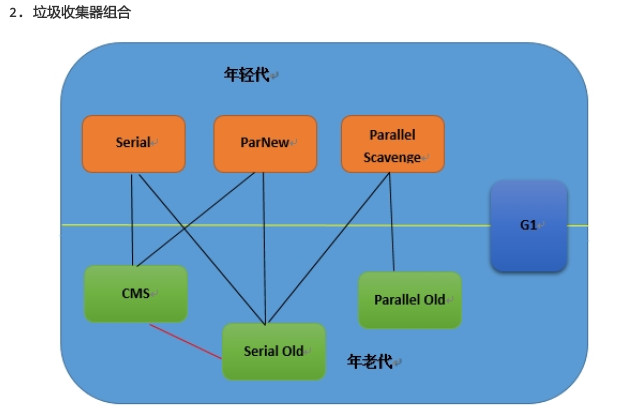 2．垃圾收集器组合
年轻代
Serial
ParNew
Parallel
Scavenge
G1
CMS
Parallel Old
Serial Old
年老代